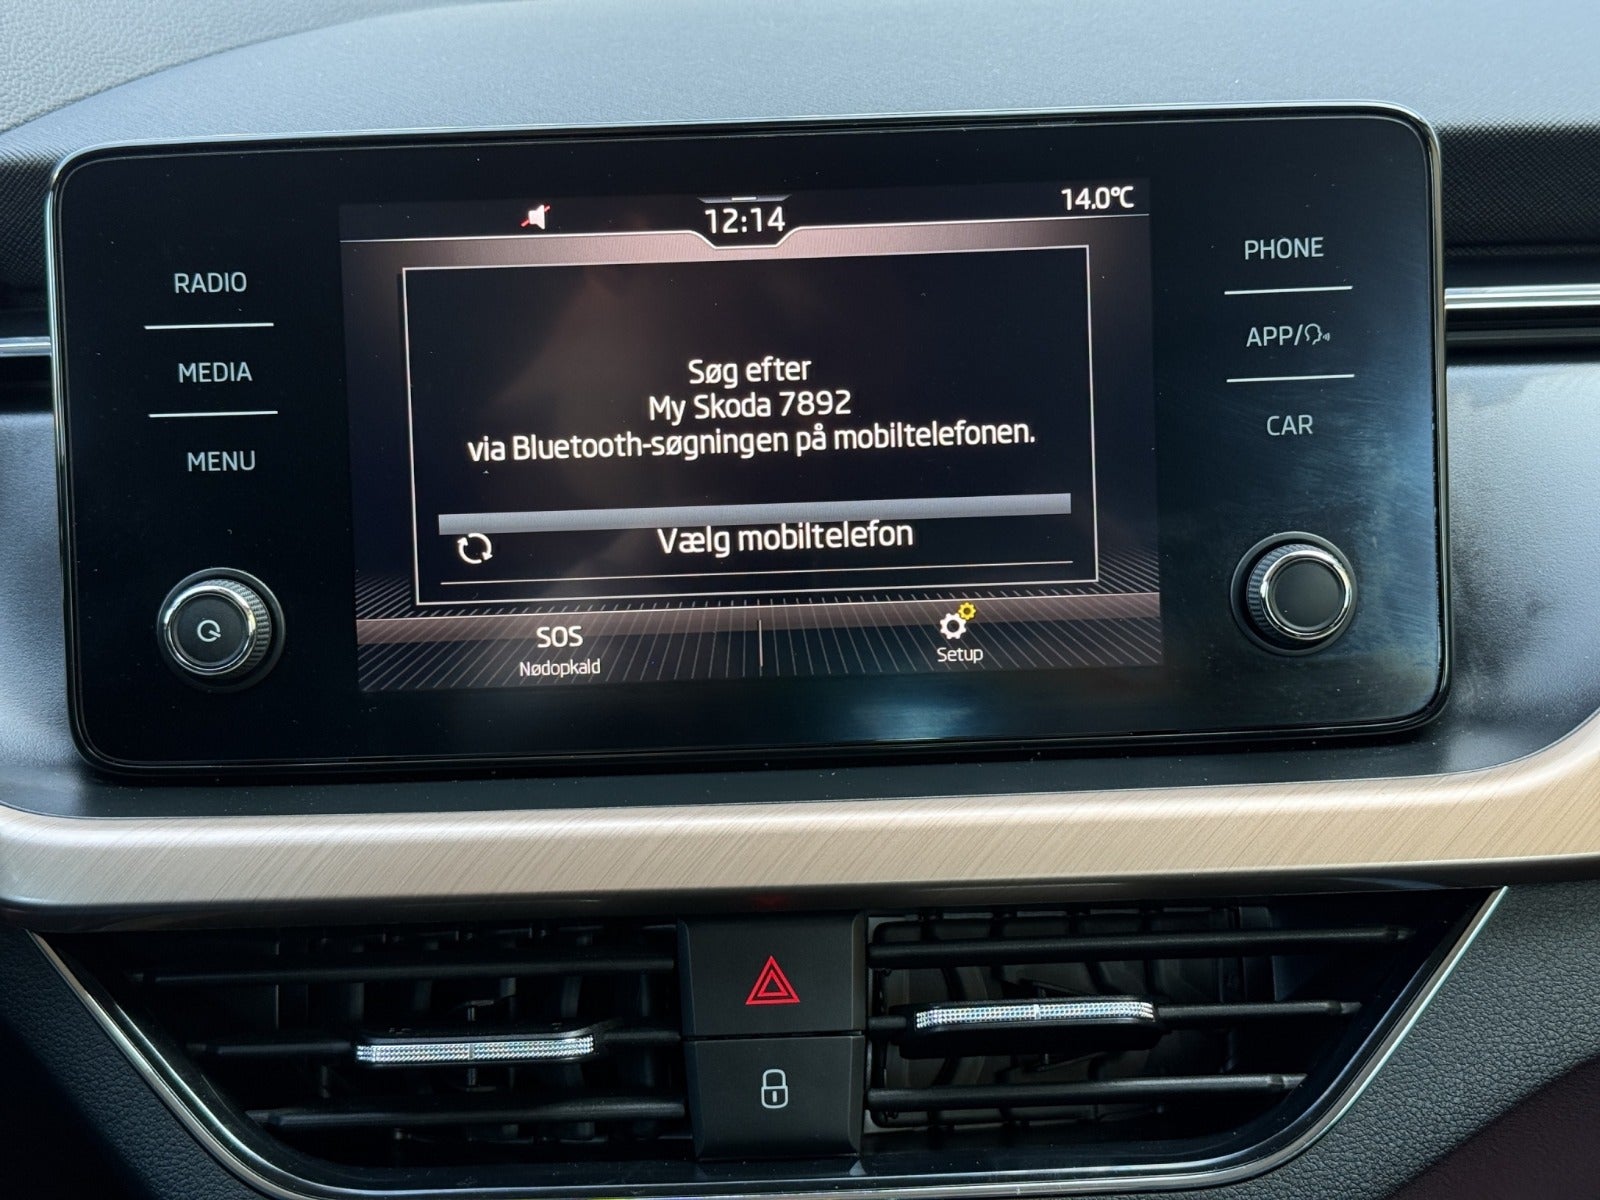 12:14
14.0°C
RADIO
MEDIA
MENU
Søg efter
My Skoda 7892
via Bluetooth-søgningen på mobiltelefonen.
Vælg mobiltelefon
SOS
Nødopkald
Setup
PHONE
APP/
CAR